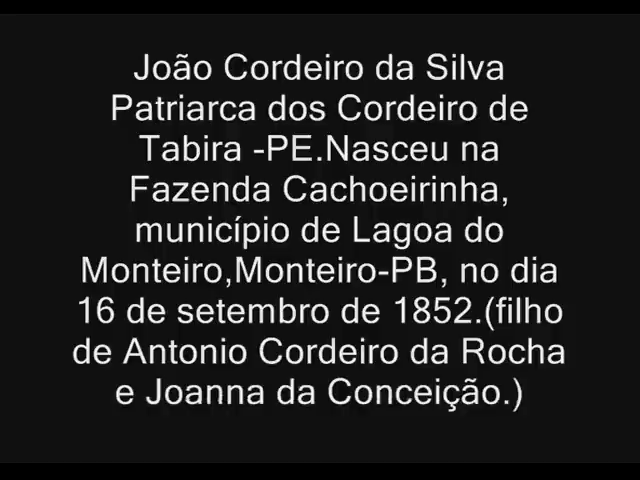 João Cordeiro da Silva
Patriarca dos Cordeiro de
Tabira -PE.Nasceu na
Fazenda Cachoeirinha,
município de Lagoa do
Monteiro,Monteiro-PB, no dia
16 de setembro de 1852.(filho
de Antonio Cordeiro da Rocha
e Joanna da Conceição.)